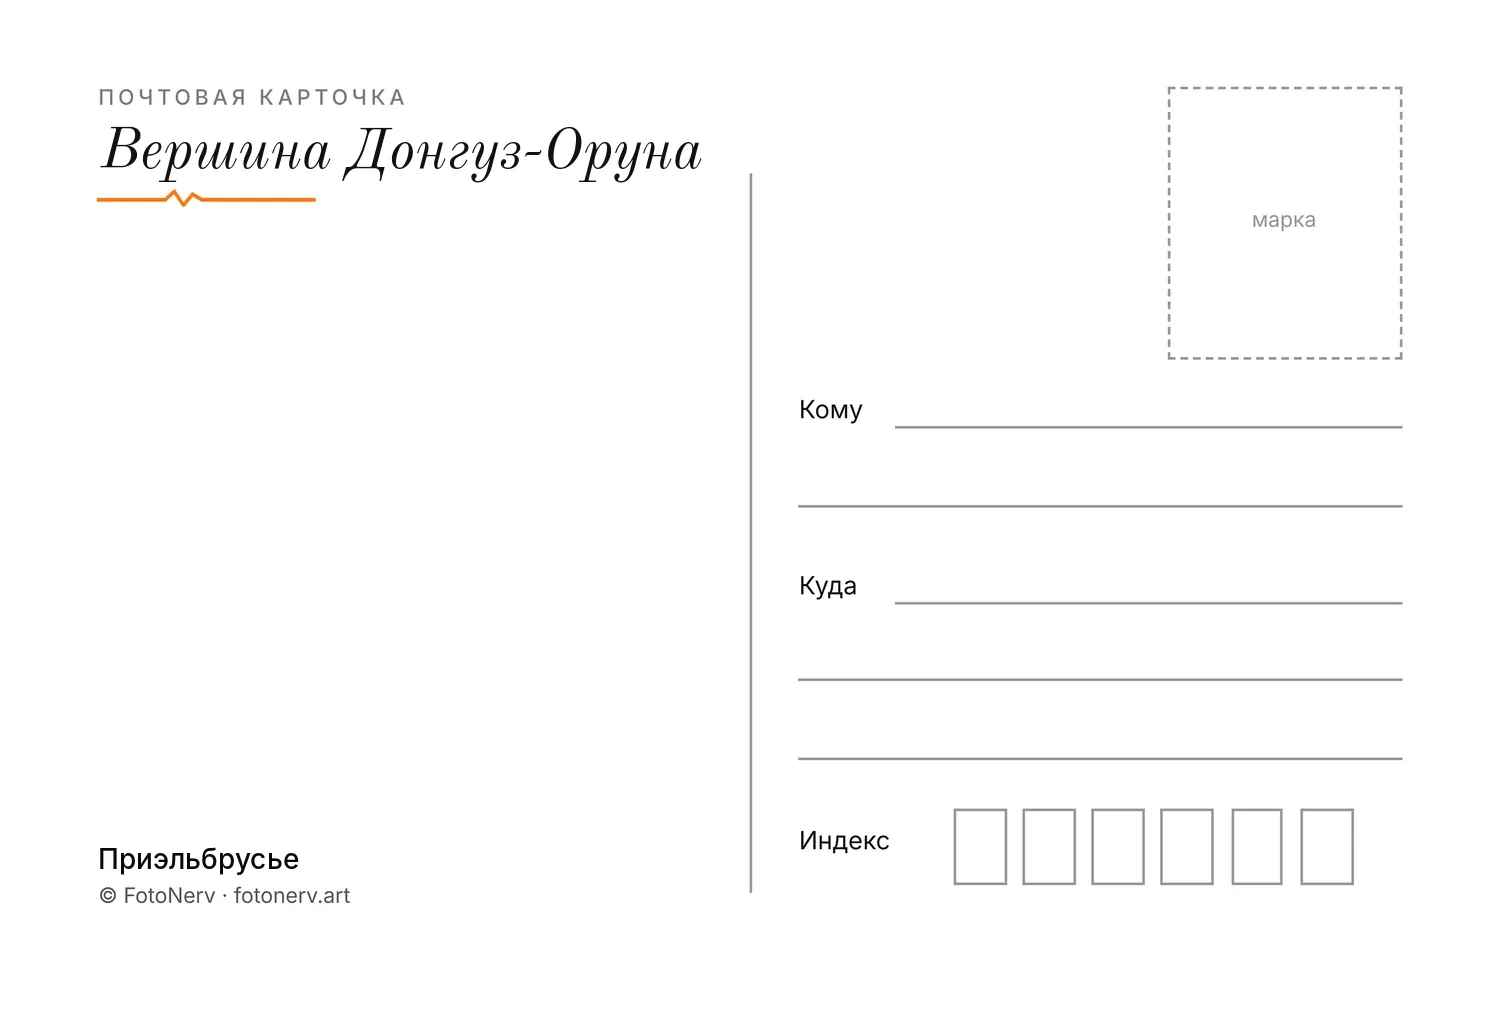 ПОЧТОВАЯ КАРТОЧКА
Вершина Донгуз-Оруна
марка
Кому
Куда
Индекс
Приэльбрусье
© FotoNerv · fotonerv.art